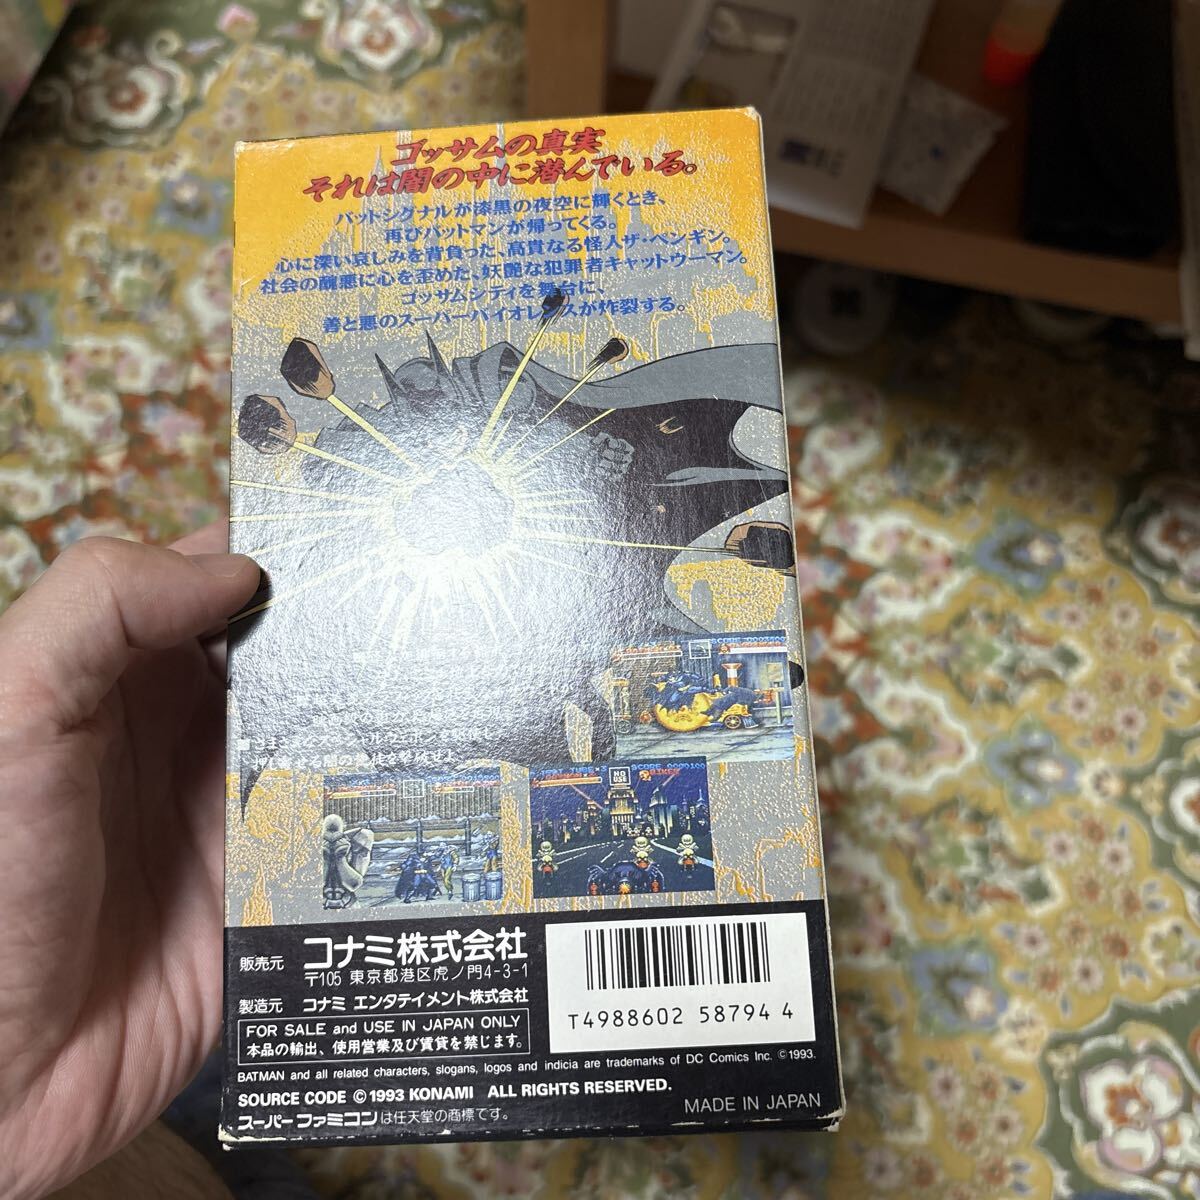 ゴッサムの真実
それは闇の中に潜んでいる。
バットシグナルが漆黒の夜空に輝くとき、
再びバットマンが帰ってくる。
心に深い哀しみを背負った、高貴なる怪人ザ・ペンギン。
社会の醜悪に心を歪めた、妖艶な犯罪者キャットウーマン。
ゴッサムシティを舞台に、
善と悪のスーパーバイオレンスが炸裂する。
SCORE 0003500
NO USE
販売元 コナミ株式会社
〒105 東京都港区虎ノ門4-3-1
製造元 コナミ エンタテイメント株式会社
FOR SALE and USE IN JAPAN ONLY
本品の輸出、使用営業及び賃貸を禁じます。
T4988602 58794 4
BATMAN and all related characters, slogans, logos and indicia are trademarks of DC Comics Inc. ©1993.
SOURCE CODE ©1993 KONAMI ALL RIGHTS RESERVED.
スーパーファミコンは任天堂の商標です。
MADE IN JAPAN